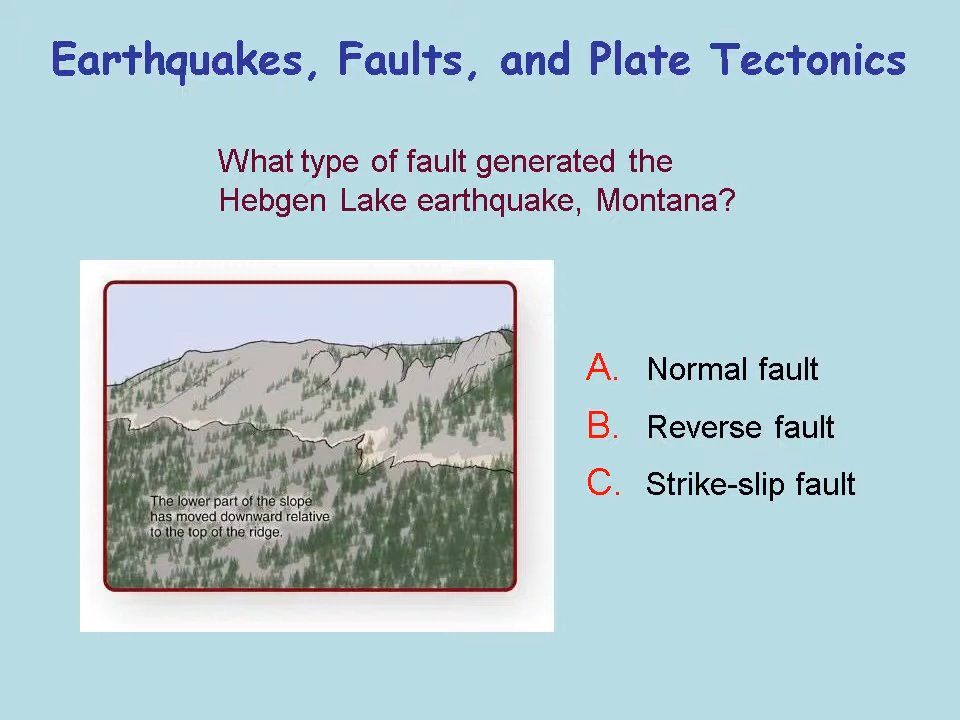 Earthquakes, Faults, and Plate Tectonics
What type of fault generated the
Hebgen Lake earthquake, Montana?
The lower part of the slope
has moved downward relative
to the top of the ridge.
A. Normal fault
B. Reverse fault
C. Strike-slip fault